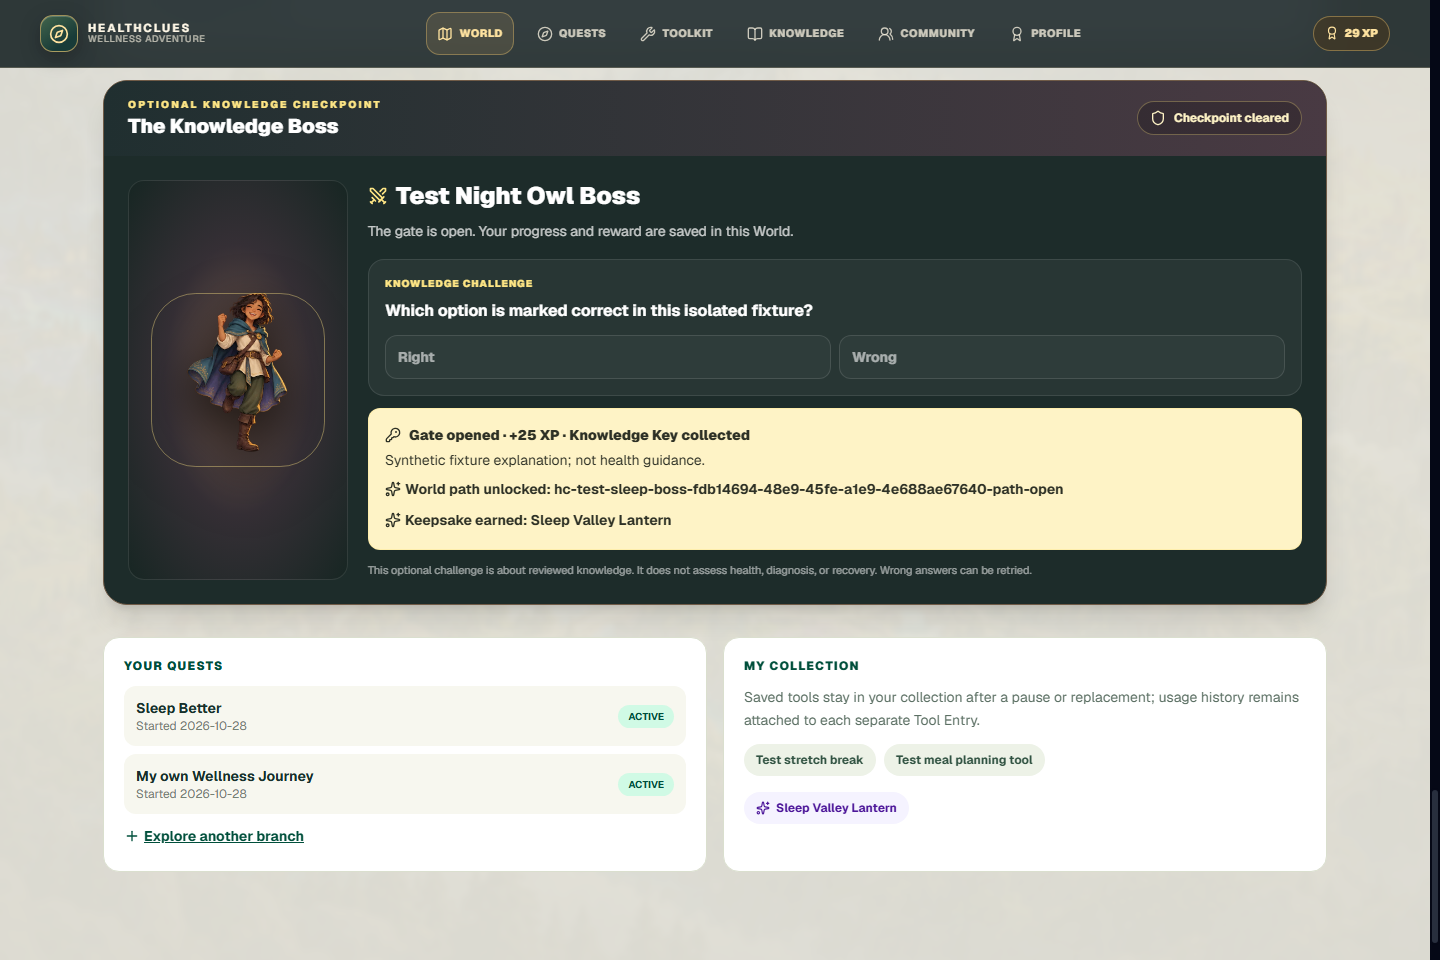 HEALTHCLUES
WELLNESS ADVENTURE
WORLD
QUESTS
TOOLKIT
KNOWLEDGE
COMMUNITY
PROFILE
29 XP
OPTIONAL KNOWLEDGE CHECKPOINT
The Knowledge Boss
Checkpoint cleared
Test Night Owl Boss
The gate is open. Your progress and reward are saved in this World.
KNOWLEDGE CHALLENGE
Which option is marked correct in this isolated fixture?
Right
Wrong
Gate opened · +25 XP · Knowledge Key collected
Synthetic fixture explanation; not health guidance.
World path unlocked: hc-test-sleep-boss-fdb14694-48e9-45fe-a1e9-4e688ae67640-path-open
Keepsake earned: Sleep Valley Lantern
This optional challenge is about reviewed knowledge. It does not assess health, diagnosis, or recovery. Wrong answers can be retried.
YOUR QUESTS
Sleep Better
Started 2026-10-28
ACTIVE
My own Wellness Journey
Started 2026-10-28
ACTIVE
Explore another branch
MY COLLECTION
Saved tools stay in your collection after a pause or replacement; usage history remains
attached to each separate Tool Entry.
Test stretch break
Test meal planning tool
Sleep Valley Lantern